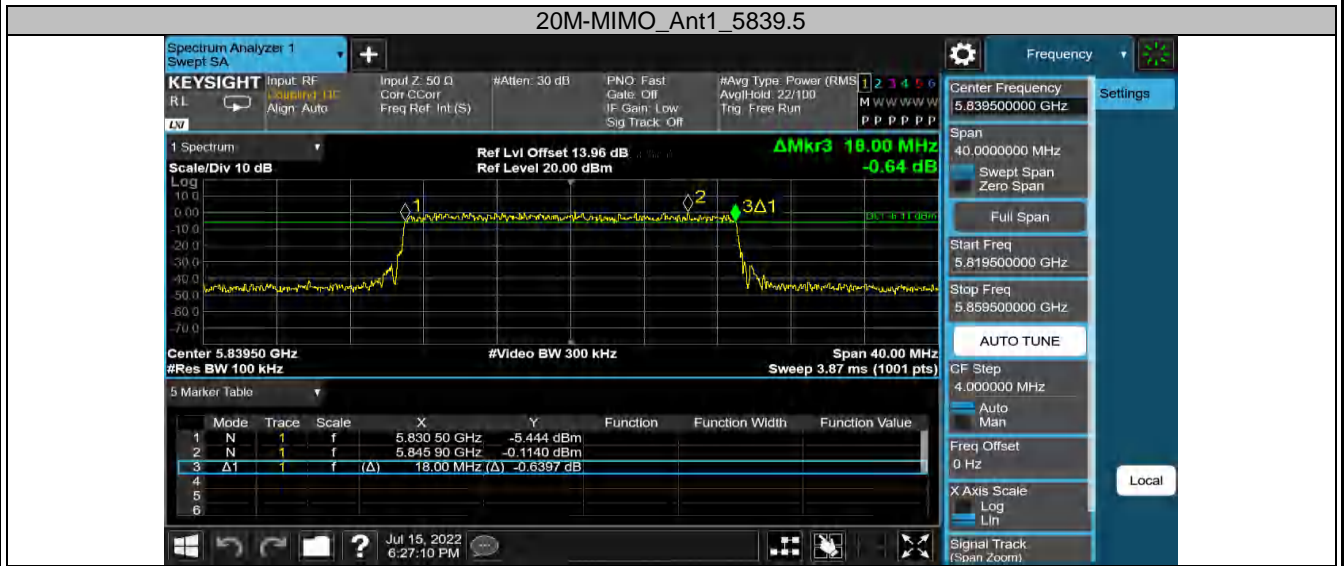 20M-MIMO_Ant1_5839.5
Spectrum Analyzer 1
Swept SA
+
Frequency
KEYSIGHT Input: RF Input Z: 50 Ω #Atten: 30 dB PNO: Fast #Avg Type: Power (RMS 1 2 3 4 5 6
RL Coupling: DC Corr CCorr Gate: Off Avg|Hold: 22/100 M W W W W W
Align: Auto Freq Ref: Int (S) IF Gain: Low Trig: Free Run P P P P P P
LXI Sig Track: Off
Center Frequency
5.839500000 GHz
Settings
1 Spectrum
Scale/Div 10 dB
Ref Lvl Offset 13.96 dB
Ref Level 20.00 dBm
ΔMkr3 18.00 MHz
-0.64 dB
Log
10.0
0.00
-10.0
-20.0
-30.0
-40.0
-50.0
-60.0
-70.0
1
2
3Δ1
Center 5.83950 GHz #Video BW 300 kHz Span 40.00 MHz
#Res BW 100 kHz Sweep 3.87 ms (1001 pts)
Span
40.0000000 MHz
Swept Span
Zero Span
Full Span
Start Freq
5.819500000 GHz
Stop Freq
5.859500000 GHz
AUTO TUNE
CF Step
4.000000 MHz
Auto
Man
Freq Offset
0 Hz
X Axis Scale
Log
Lin
Signal Track
(Span Zoom)
Local
5 Marker Table
Mode Trace Scale X Y Function Function Width Function Value
1 N 1 f 5.830 50 GHz -5.444 dBm
2 N 1 f 5.845 90 GHz -0.1140 dBm
3 Δ1 1 f (Δ) 18.00 MHz (Δ) -0.6397 dB
4
5
6
? Jul 15, 2022
6:27:10 PM